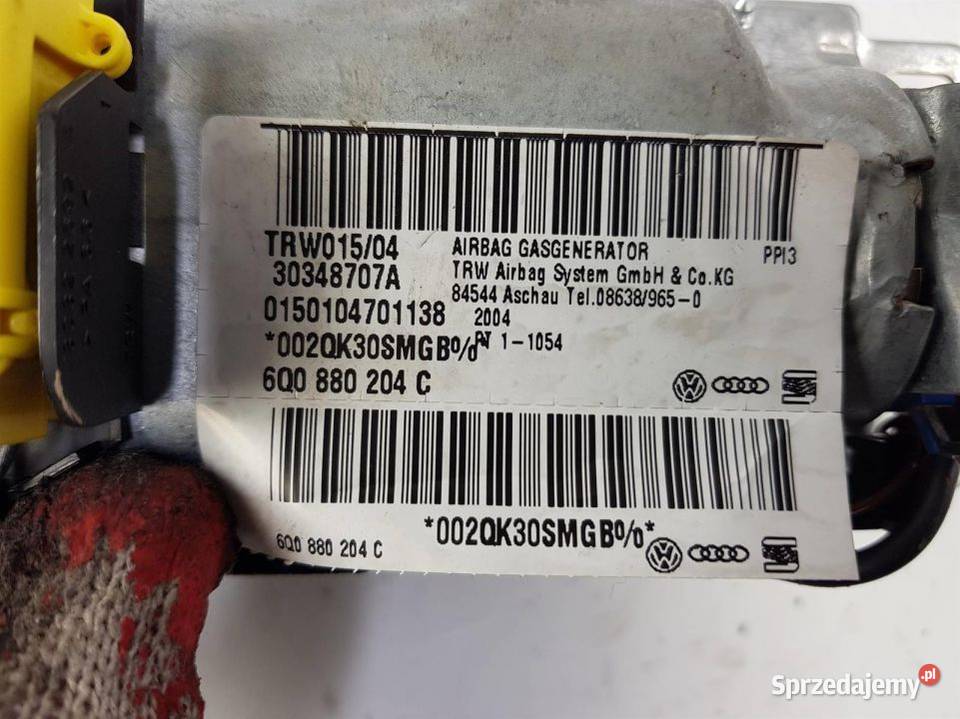 TRW015/04
30348707A
0150104701138
*002QK30SMGB%*
6Q0 880 204 C
AIRBAG GASGENERATOR
PPI3
TRW Airbag System GmbH & Co.KG
84544 Aschau Tel.08638/965-0
2004
PT 1-1054
*002QK30SMGB%*
6Q0 880 204 C
Sprzedajemy.pl